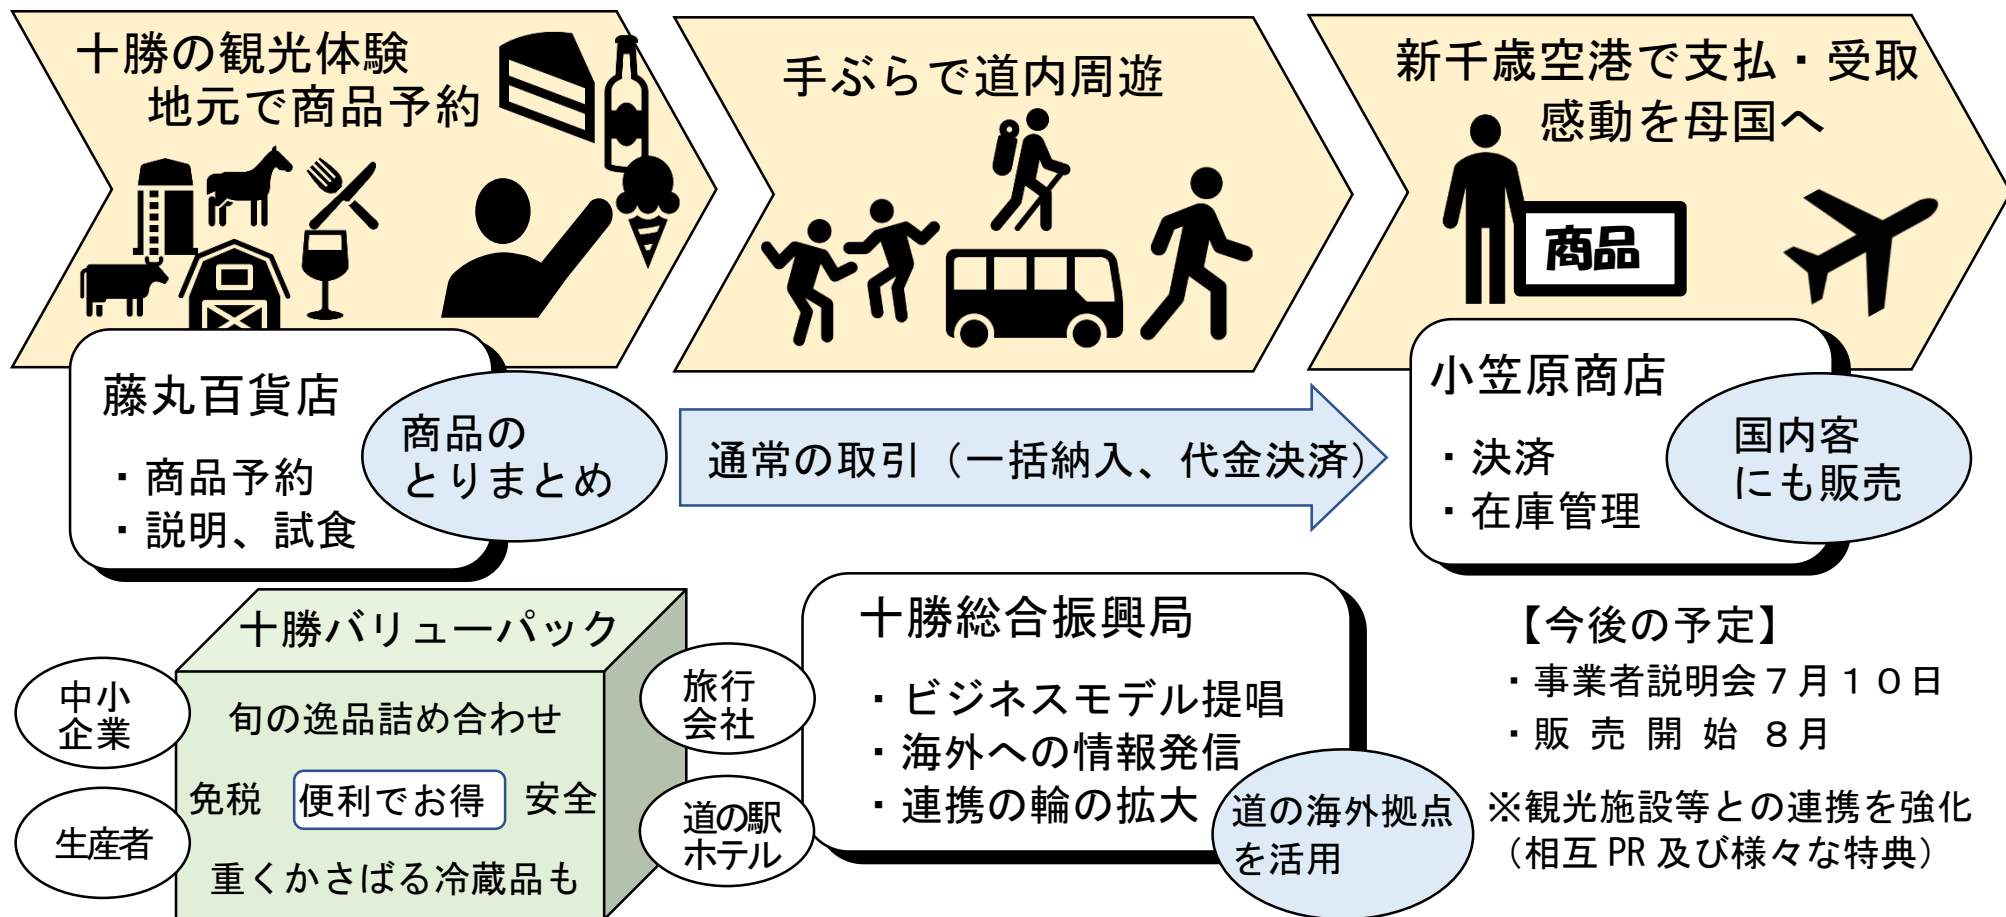 十勝の観光体験
地元で商品予約
手ぶらで道内周遊
新千歳空港で支払・受取
感動を母国へ
商品
藤丸百貨店
・商品予約
・説明、試食
商品の
とりまとめ
通常の取引（一括納入、代金決済）
小笠原商店
・決済
・在庫管理
国内客
にも販売
十勝バリューパック
旬の逸品詰め合わせ
免税 便利でお得 安全
重くかさばる冷蔵品も
中小
企業
生産者
旅行
会社
道の駅
ホテル
十勝総合振興局
・ビジネスモデル提唱
・海外への情報発信
・連携の輪の拡大
道の海外拠点
を活用
【今後の予定】
・事業者説明会７月１０日
・販 売 開 始 ８月
※観光施設等との連携を強化
（相互 PR 及び様々な特典）